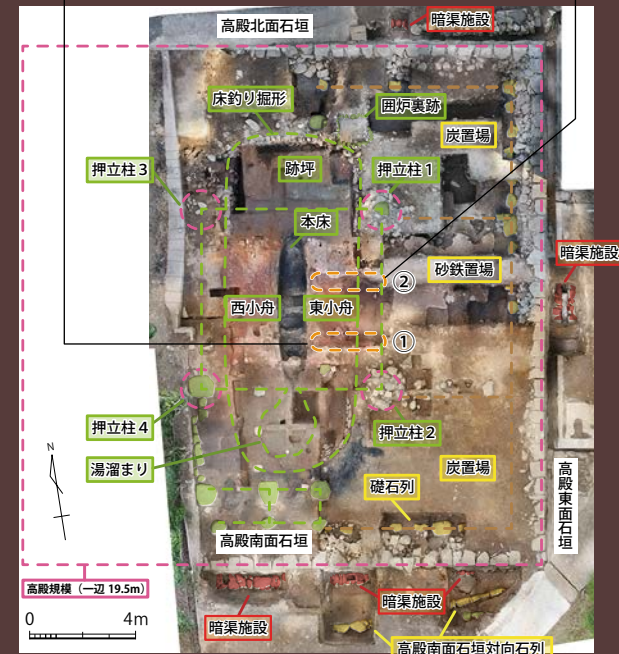 高殿北面石垣
暗渠施設
床釣り掘形
囲炉裏跡
炭置場
跡坪
押立柱3
押立柱1
本床
暗渠施設
砂鉄置場
②
西小舟
東小舟
①
押立柱4
押立柱2
湯溜まり
炭置場
N
礎石列
高殿東面石垣
高殿南面石垣
高殿規模（一辺 19.5m）
暗渠施設
暗渠施設
0 4m
高殿南面石垣対向石列